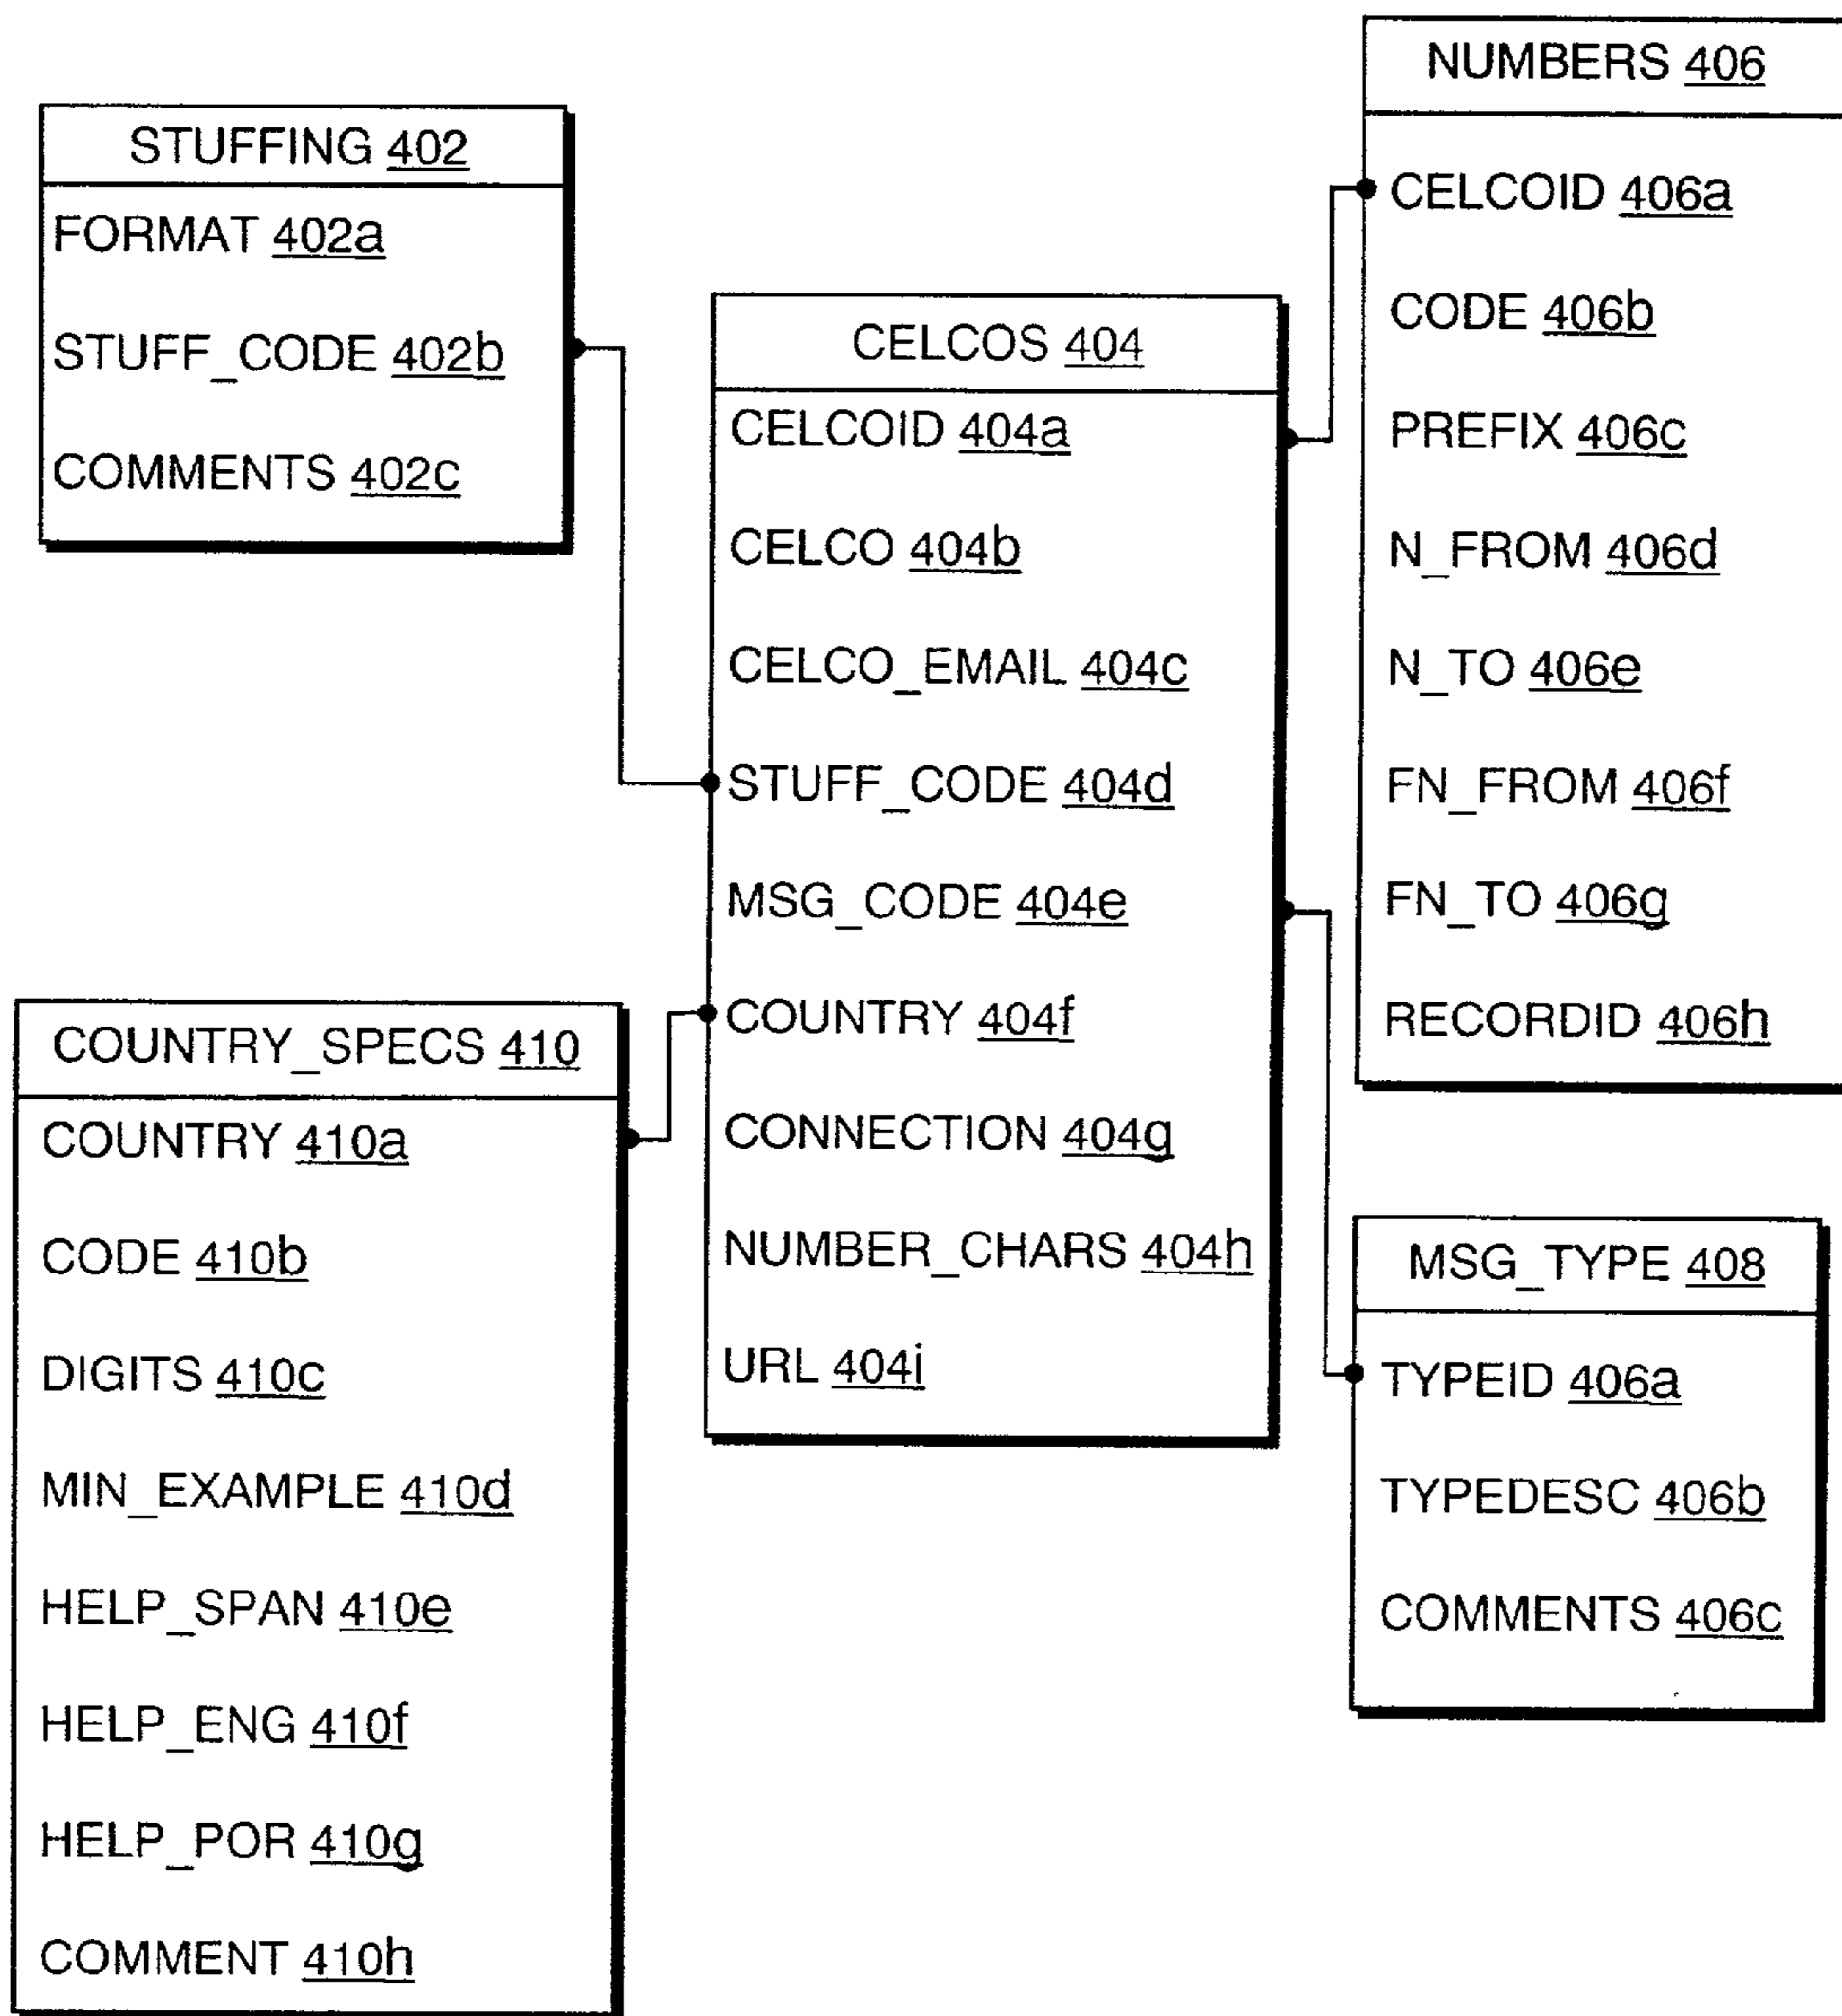 STUFFING 402
FORMAT 402a
STUFF_CODE 402b
COMMENTS 402c
CELCOS 404
CELCOID 404a
CELCO 404b
CELCO_EMAIL 404c
STUFF_CODE 404d
MSG_CODE 404e
COUNTRY 404f
CONNECTION 404g
NUMBER_CHARS 404h
URL 404i
NUMBERS 406
CELCOID 406a
CODE 406b
PREFIX 406c
N_FROM 406d
N_TO 406e
FN_FROM 406f
FN_TO 406g
RECORDID 406h
COUNTRY_SPECS 410
COUNTRY 410a
CODE 410b
DIGITS 410c
MIN_EXAMPLE 410d
HELP_SPAN 410e
HELP_ENG 410f
HELP_POR 410g
COMMENT 410h
MSG_TYPE 408
TYPEID 406a
TYPEDESC 406b
COMMENTS 406c